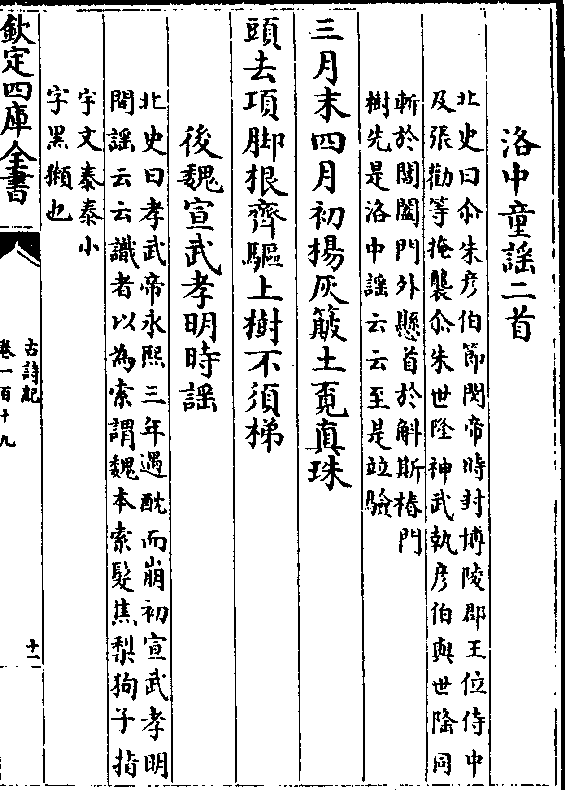 洛中童謡二首
北史曰尒朱彦伯節閔帝時封博陵郡王位侍中
及張勸等掩襲尒朱世隆神武執彦伯與世隆同
斬於閶闔門外懸首於斛斯椿門
樹先是洛中謡云云至是竝驗
三月末四月初揚灰簸土覔真珠
頭去項脚根齊驅上樹不須梯
後魏宣武孝明時謡
北史曰孝武帝永熙三年遇酖而崩初宣武孝明
間謡云云識者以為索謂魏本索髮焦梨狗子指
宇文泰泰小
字黑獺也
欽定四庫全書
古詩紀
卷一百十九
十一